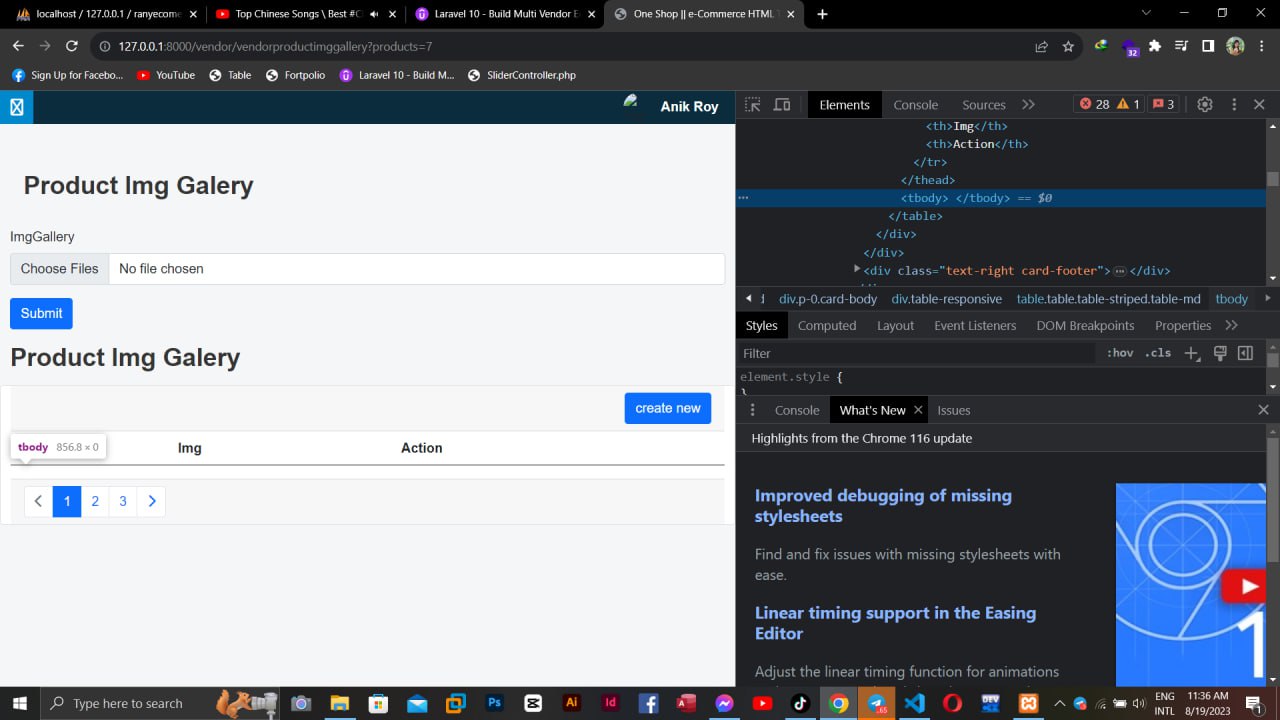 localhost / 127.0.0.1 / ranyecome
Top Chinese Songs \ Best #C
Laravel 10 - Build Multi Vendor E
One Shop || e-Commerce HTML T
127.0.0.1:8000/vendor/vendorproductimggallery?products=7
32
Sign Up for Facebo...
YouTube
Table
Fortpolio
Laravel 10 - Build M...
SliderController.php
Anik Roy
Product Img Galery
ImgGallery
Choose Files No file chosen
Submit
Product Img Galery
create new
tbody 856.8 × 0
Img Action
1 2 3
Elements Console Sources 28 1 3
<th>Img</th>
<th>Action</th>
</tr>
</thead>
<tbody> </tbody> == $0
</table>
</div>
</div>
<div class="text-right card-footer">…</div>
div.p-0.card-body div.table-responsive table.table.table-striped.table-md tbody
Styles Computed Layout Event Listeners DOM Breakpoints Properties
Filter :hov .cls
element.style {
}
Console What's New Issues
Highlights from the Chrome 116 update
Improved debugging of missing
stylesheets
Find and fix issues with missing stylesheets with
ease.
Linear timing support in the Easing
Editor
Adjust the linear timing function for animations
Type here to search
Ps
Ai
Id
ENG
INTL
11:36 AM
8/19/2023
1